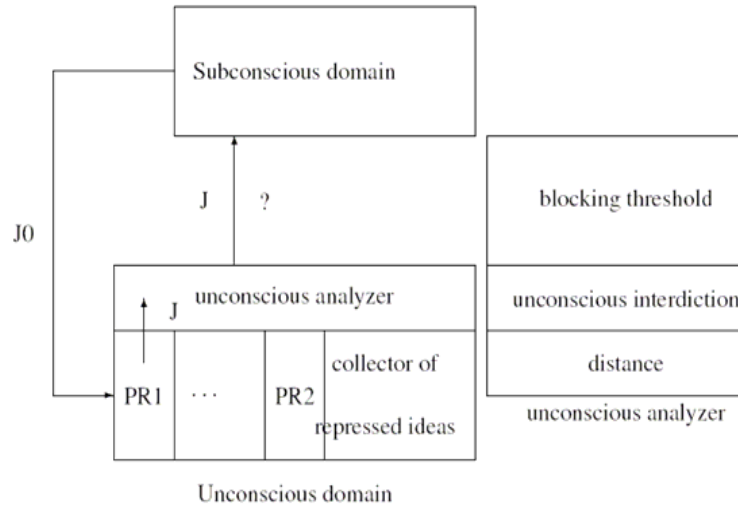 Subconscious domain
J0
J
?
blocking threshold
unconscious analyzer
J
unconscious interdiction
PR1
· · ·
PR2
collector of
repressed ideas
distance
unconscious analyzer
Unconscious domain